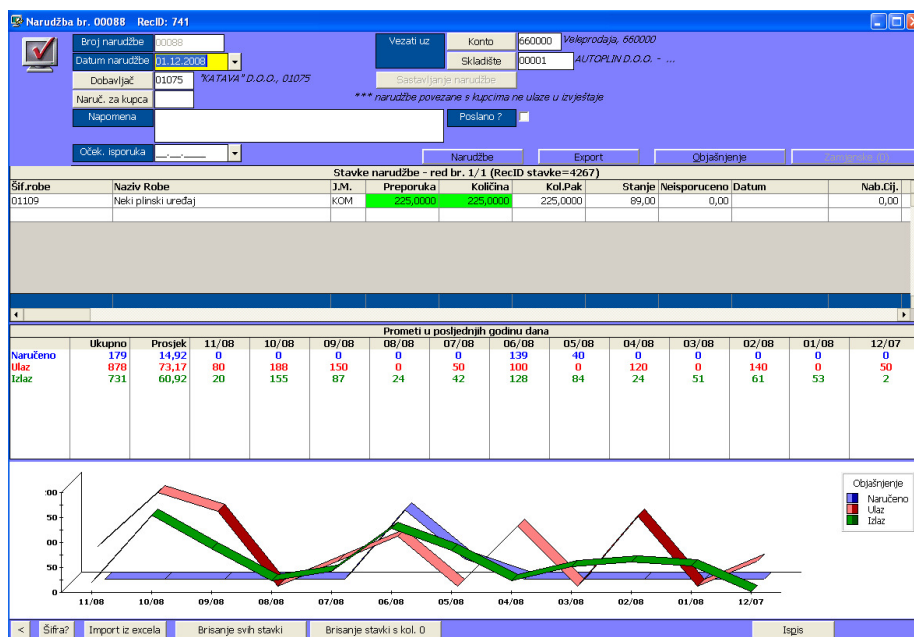 Narudžba br. 00088 RecID: 741
Broj narudžbe 00088 Vezati uz Konto 660000 Veleprodaja, 660000
Datum narudžbe 01.12.2008 Skladište 00001 AUTOPLIN D.O.O. - ...
Dobavljač 01075 "KATAVA" D.O.O., 01075 Sastavljanje narudžbe
Naruč. za kupca *** narudžbe povezane s kupcima ne ulaze u izvještaje
Napomena Poslano ?
Oček. isporuka __.__.____ Narudžbe Export Objašnjenje Zamjenske (0)
Stavke narudžbe - red br. 1/1 (RecID stavke=4267)
Šif.robe Naziv Robe J.M. Preporuka Količina Kol.Pak Stanje Neisporuceno Datum Nab.Cij.
01109 Neki plinski uređaj KOM 225,0000 225,0000 225,0000 89,00 0,00 0,00
Prometi u posljednjih godinu dana
Ukupno Prosjek 11/08 10/08 09/08 08/08 07/08 06/08 05/08 04/08 03/08 02/08 01/08 12/07
Naručeno 179 14,92 0 0 0 0 0 139 40 0 0 0 0 0
Ulaz 878 73,17 80 188 150 0 50 100 0 120 0 140 0 50
Izlaz 731 60,92 20 155 87 24 42 128 84 24 51 61 53 2
Objašnjenje
Naručeno
Ulaz
Izlaz
:00
50
00
50
0
11/08 10/08 09/08 08/08 07/08 06/08 05/08 04/08 03/08 02/08 01/08 12/07
< Šifra? Import iz excela Brisanje svih stavki Brisanje stavki s kol. 0 Ispis